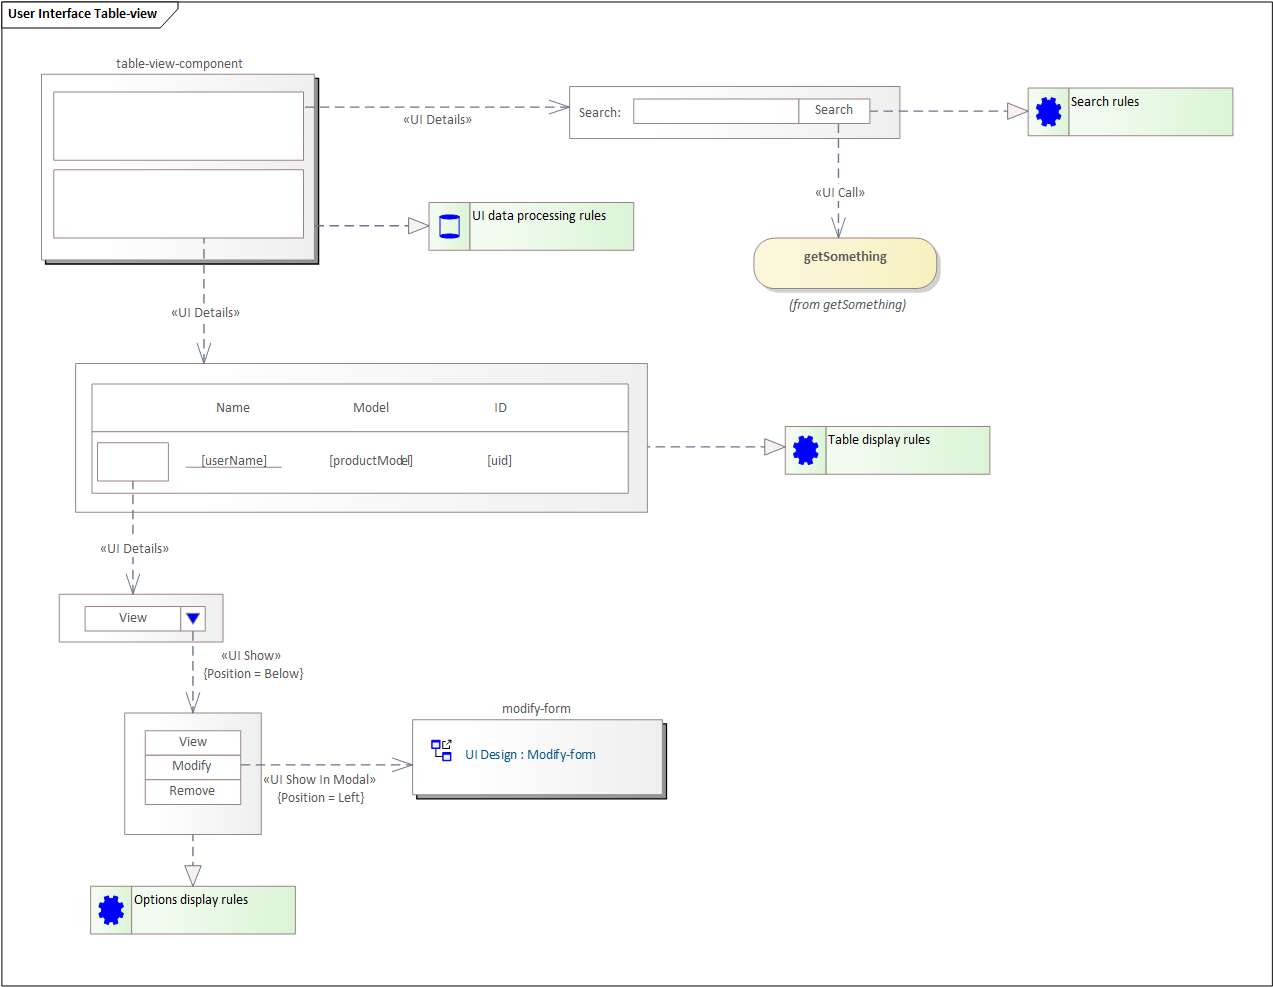 User Interface Table-view
table-view-component
«UI Details»
Search:
Search
Search rules
«UI Call»
getSomething
(from getSomething)
UI data processing rules
«UI Details»
Name Model ID
[userName] [productModel] [uid]
Table display rules
«UI Details»
View
«UI Show»
{Position = Below}
View
Modify
Remove
«UI Show In Modal»
{Position = Left}
modify-form
UI Design : Modify-form
Options display rules